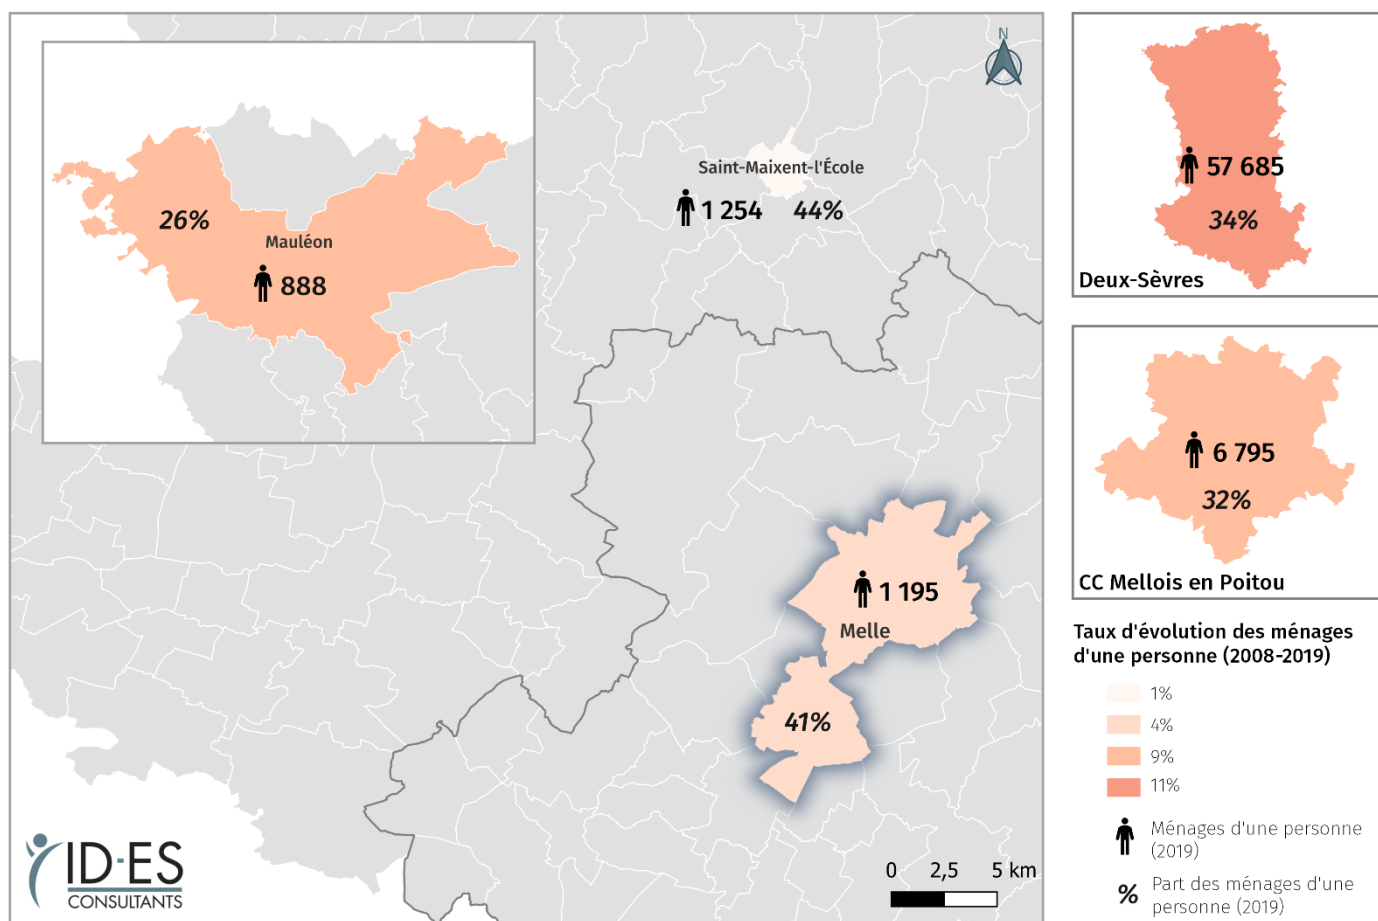 N
Saint-Maixent-l'École
1 254 44%
26%
Mauléon
888
1 195
Melle
41%
0 2,5 5 km
ID-ES
CONSULTANTS
57 685
34%
Deux-Sèvres
6 795
32%
CC Mellois en Poitou
Taux d'évolution des ménages
d'une personne (2008-2019)
1%
4%
9%
11%
Ménages d'une personne
(2019)
% Part des ménages d'une
personne (2019)